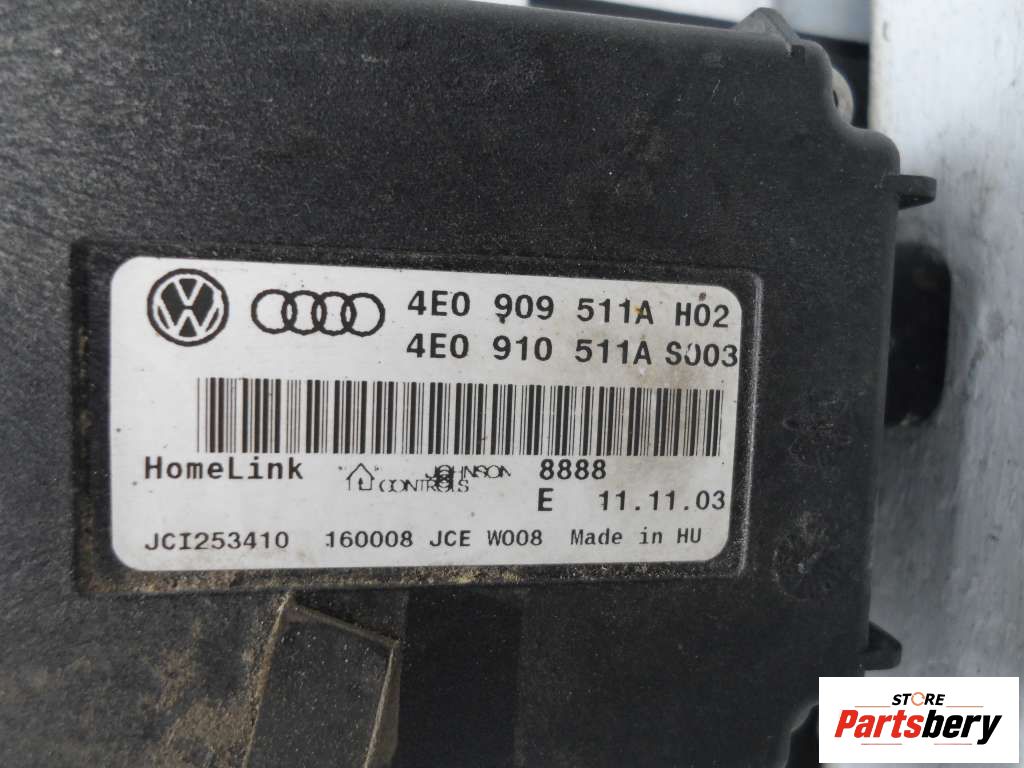 4E0 909 511A H02
4E0 910 511A S003
HomeLink JOHNSON CONTROLS 8888
E 11.11.03
JCI253410 160008 JCE W008 Made in HU
STORE
Partsbery